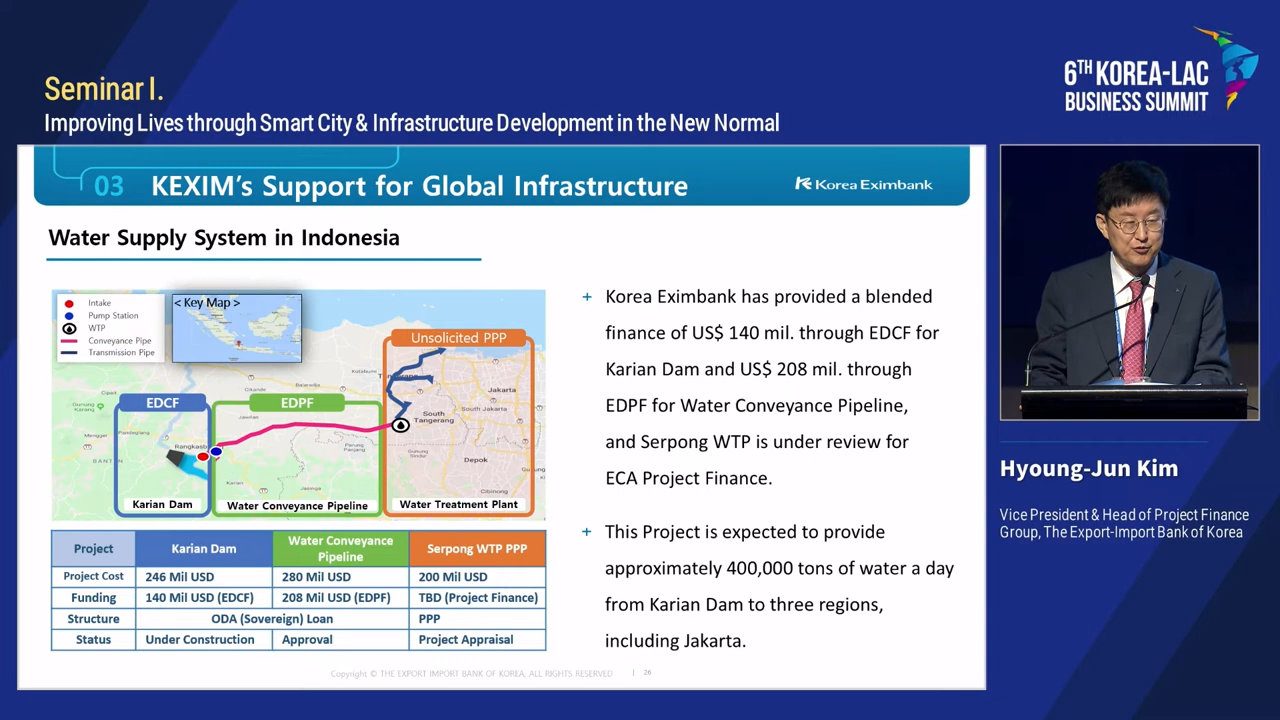 Seminar I.
Improving Lives through Smart City & Infrastructure Development in the New Normal
6TH KOREA-LAC
BUSINESS SUMMIT
03 KEXIM's Support for Global Infrastructure
Korea Eximbank
Water Supply System in Indonesia
Intake
Pump Station
WTP
Conveyance Pipe
Transmission Pipe
< Key Map >
Unsolicited PPP
EDCF
EDPF
Jakarta
South Jakarta
South
Tangerang
Depok
Cibinong
Rangkasb
Karian Dam
Water Conveyance Pipeline
Water Treatment Plant
Project Karian Dam Water Conveyance Pipeline Serpong WTP PPP
Project Cost 246 Mil USD 280 Mil USD 200 Mil USD
Funding 140 Mil USD (EDCF) 208 Mil USD (EDPF) TBD (Project Finance)
Structure ODA (Sovereign) Loan PPP
Status Under Construction Approval Project Appraisal
+ Korea Eximbank has provided a blended
finance of US$ 140 mil. through EDCF for
Karian Dam and US$ 208 mil. through
EDPF for Water Conveyance Pipeline,
and Serpong WTP is under review for
ECA Project Finance.
+ This Project is expected to provide
approximately 400,000 tons of water a day
from Karian Dam to three regions,
including Jakarta.
Copyright © THE EXPORT IMPORT BANK OF KOREA. ALL RIGHTS RESERVED | 26
Hyoung-Jun Kim
Vice President & Head of Project Finance
Group, The Export-Import Bank of Korea